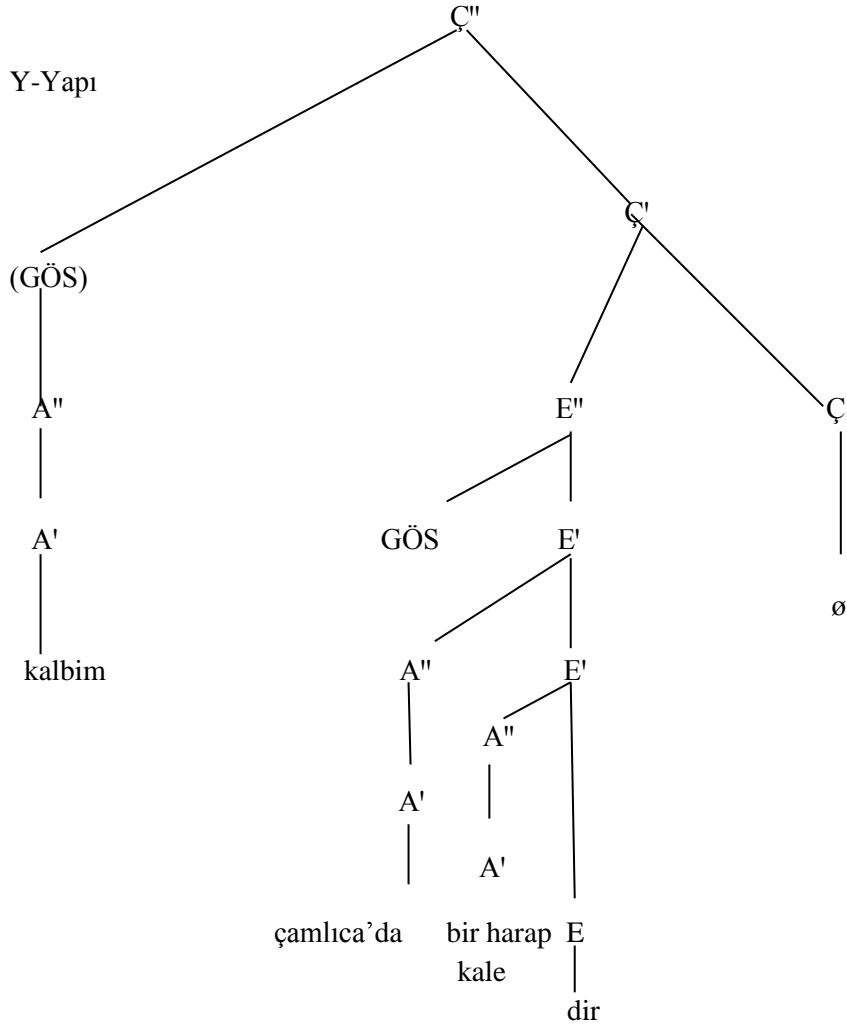 Ç"
Y-Yapı
Ç'
(GÖS)
A" E" Ç
A' GÖS E'
ø
kalbim A" E'
A"
A'
A'
çamlıca’da bir harap E
kale
dir